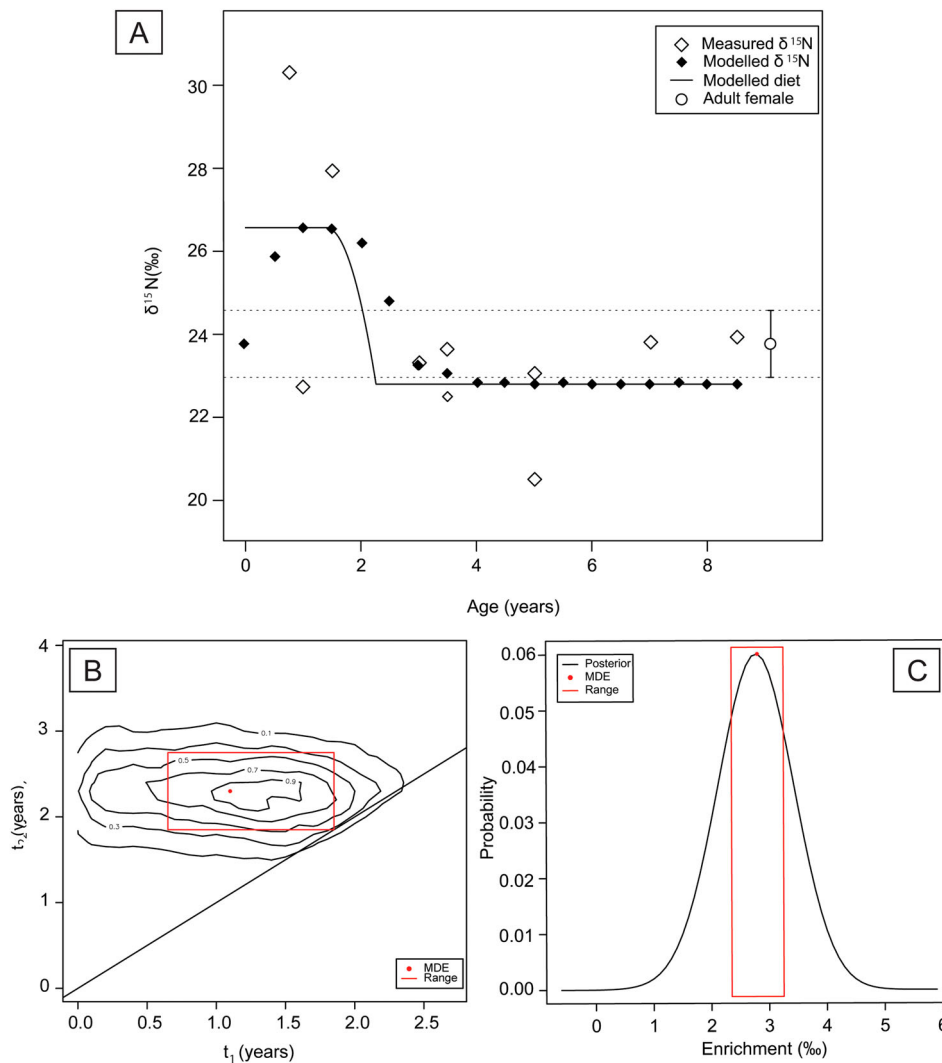 A
Measured δ¹⁵N
Modelled δ¹⁵N
Modelled diet
Adult female
30
28
26
24
22
20
δ¹⁵N(‰)
0 2 4 6 8
Age (years)
B
4
3
2
1
0
t₂(years),
0.1
0.5
0.7
0.9
0.3
MDE
Range
0.0 0.5 1.0 1.5 2.0 2.5
t₁(years)
C
Posterior
MDE
Range
0.06
0.05
0.04
0.03
0.02
0.01
0.00
Probability
0 1 2 3 4 5 6
Enrichment (‰)